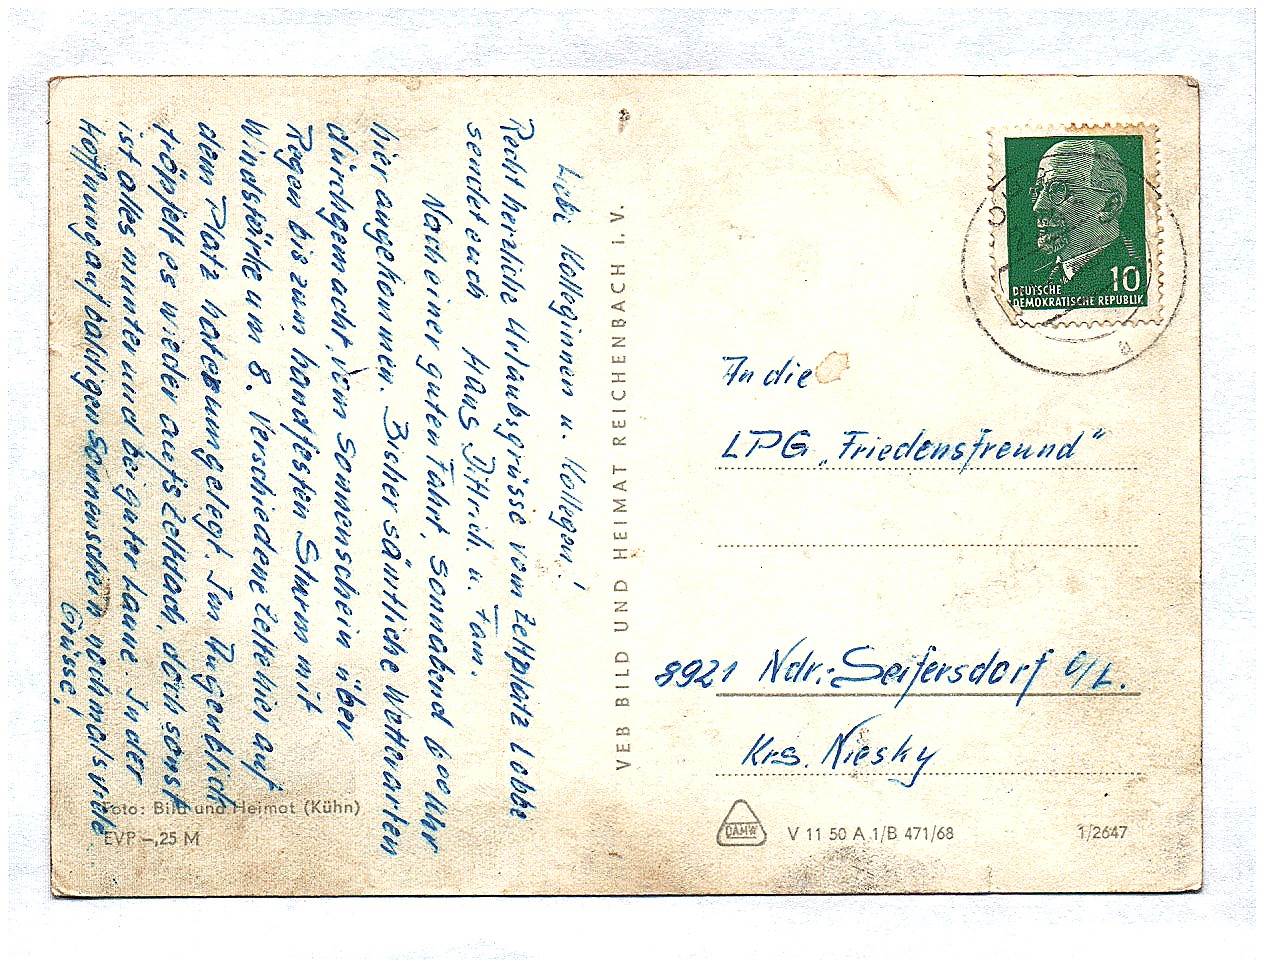 Liebe Kolleginnen u. Kollegen!
Recht herzliche Urlaubsgrüsse vom Zeltplatz Lobbe
sendet euch Hans Dittrich u. Fam.
Nach einer guten Fahrt, Sonnabend 6 00 Uhr
hier angekommen. Bisher sämtliche Wetterarten
durchgemacht, vom Sonnenschein über
Regen bis zum handfesten Sturm mit
Windstärke um 8. Verschiedene Zelte hier auf
dem Platz hat umgelegt. Im Augenblick
tröpfelt es wieder aufs Zeltdach, doch sonst
ist alles munter und bei guter Laune. In der
Hoffnung auf baldigen Sonnenschein nochmals viele
Grüsse!
Foto: Bild und Heimat (Kühn)
EVP –,25 M
VEB BILD UND HEIMAT REICHENBACH I. V.
10
DEUTSCHE
DEMOKRATISCHE REPUBLIK
An die
LPG „Friedensfreund“
8921 Ndr.-Seifersdorf O/L.
Krs. Niesky
DAMW
V 11 50 A 1/B 471/68
1/2647